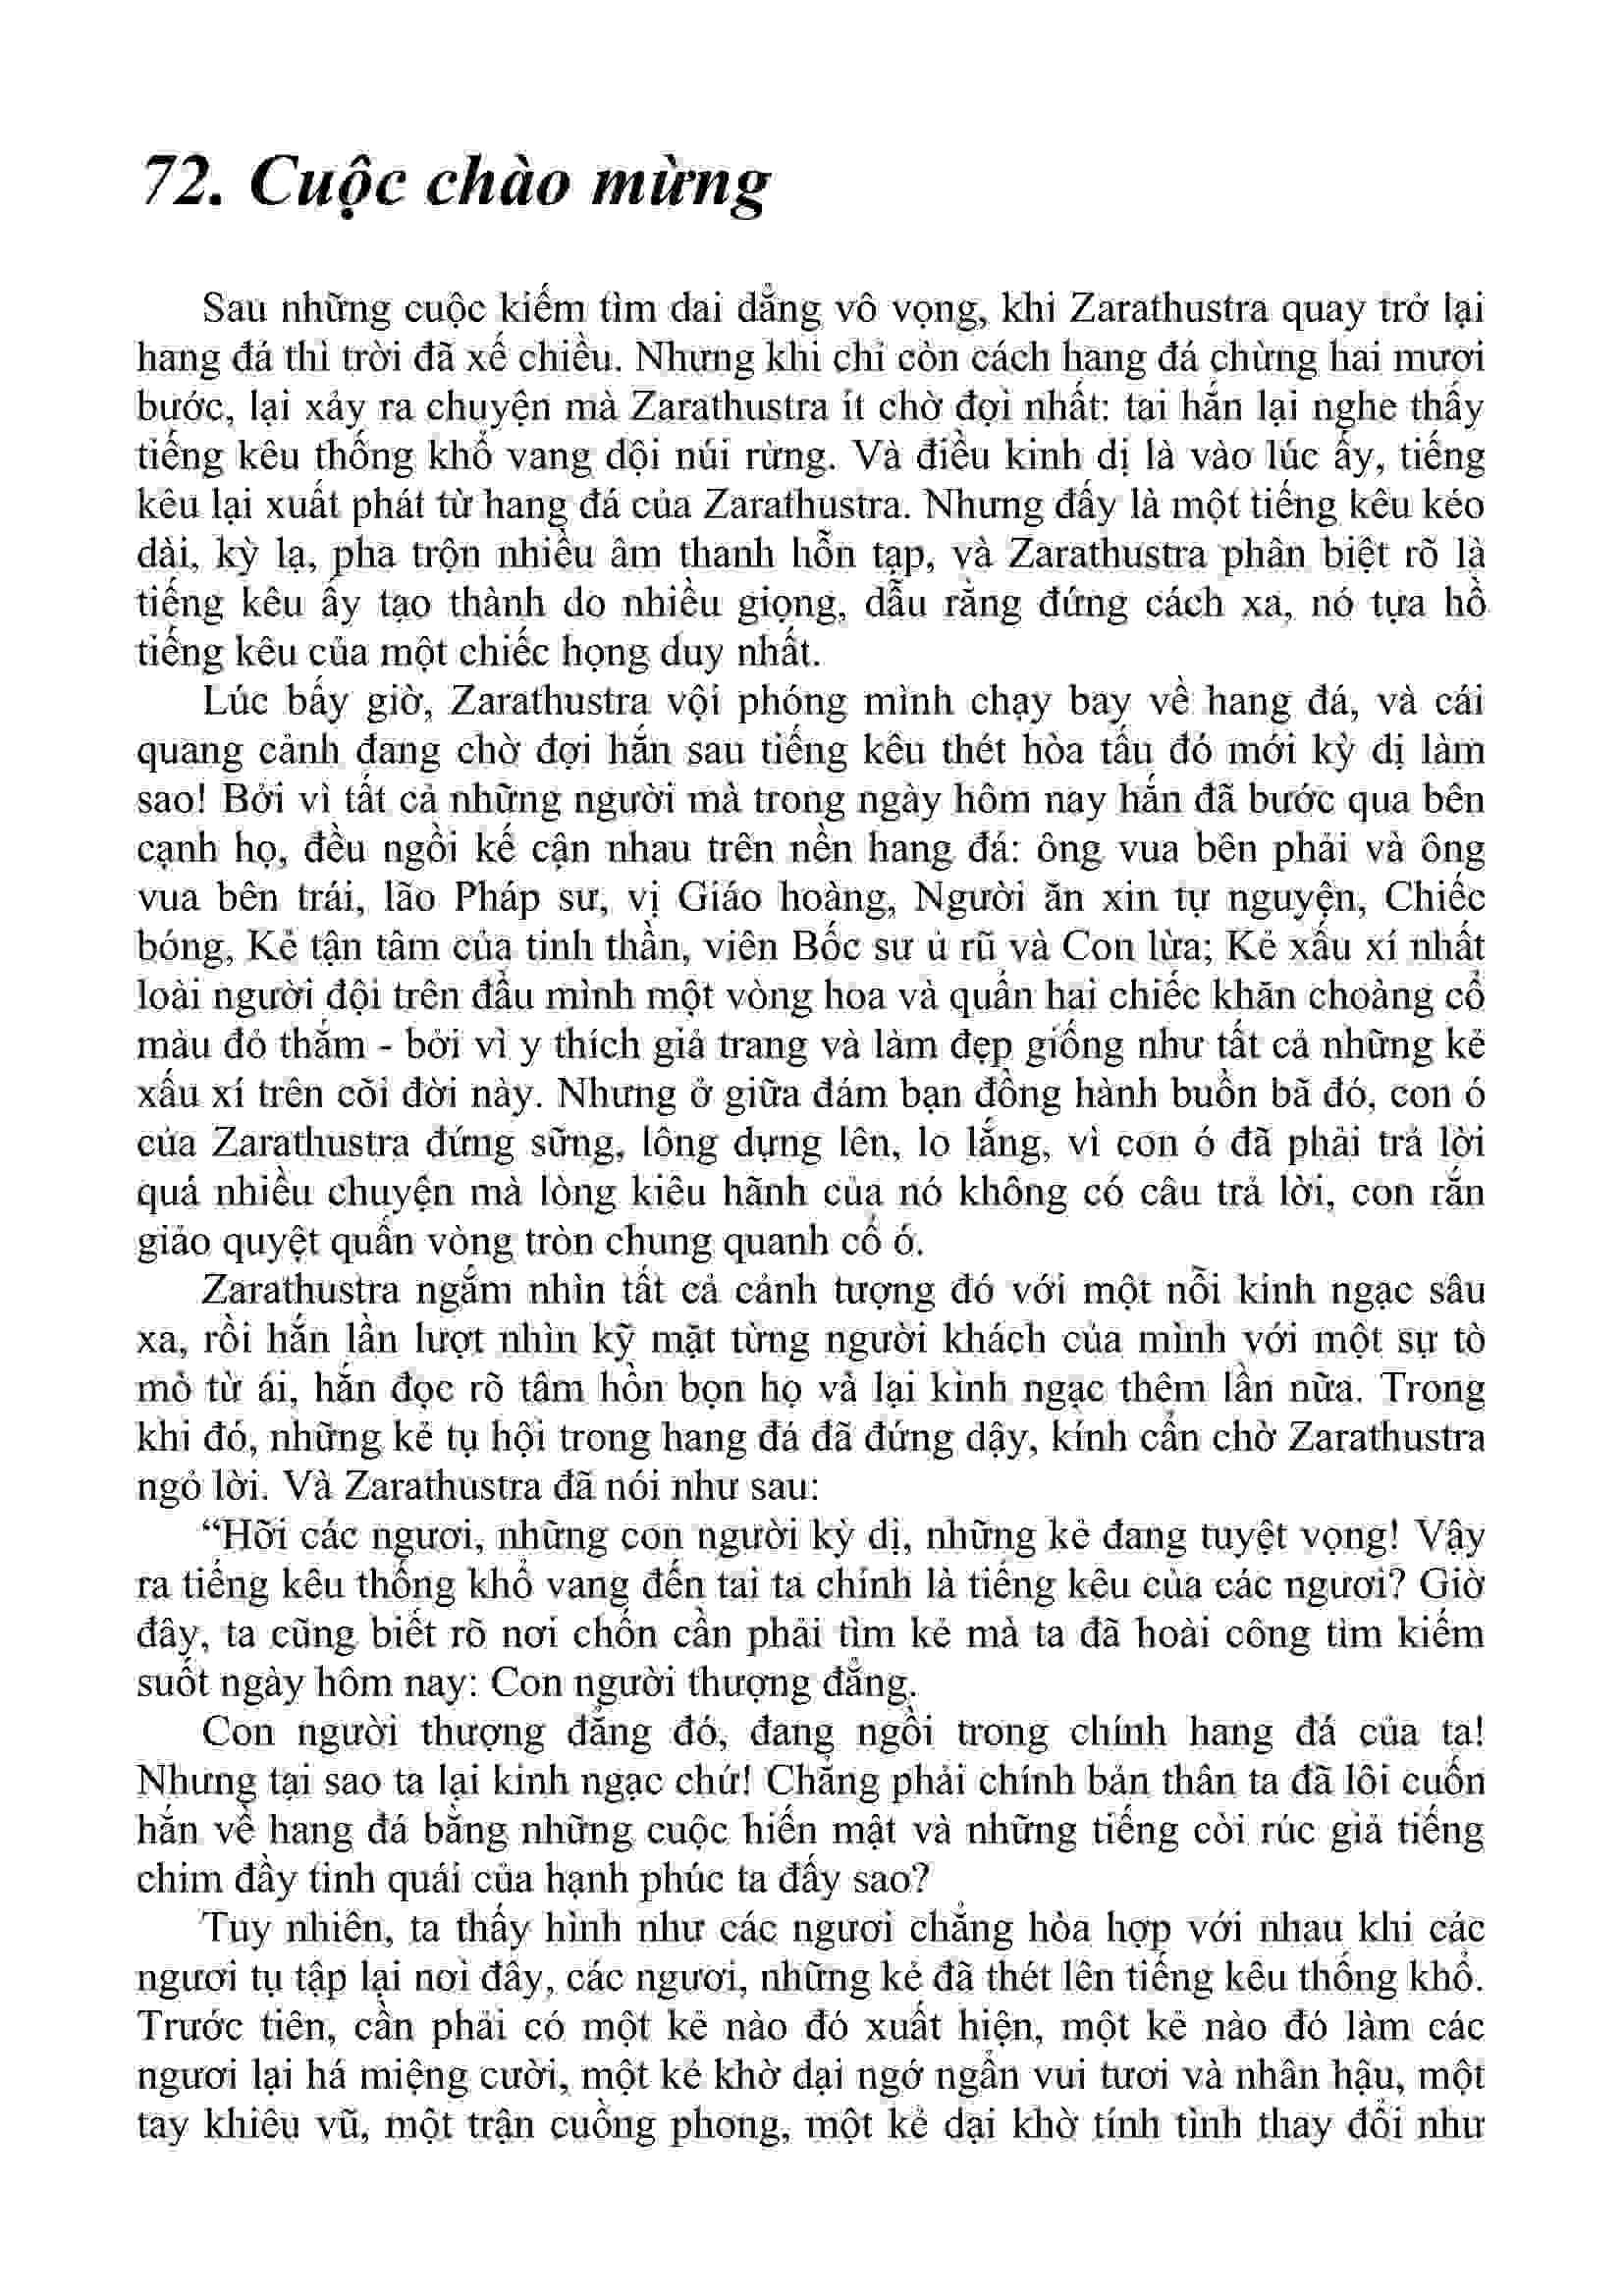 72. Cuộc chào mừng
Sau những cuộc kiếm tìm dai dẳng vô vọng, khi Zarathustra quay trở lại
hang đá thì trời đã xế chiều. Nhưng khi chỉ còn cách hang đá chừng hai mươi
bước, lại xảy ra chuyện mà Zarathustra ít chờ đợi nhất: tai hắn lại nghe thấy
tiếng kêu thống khổ vang dội núi rừng. Và điều kinh dị là vào lúc ấy, tiếng
kêu lại xuất phát từ hang đá của Zarathustra. Nhưng đấy là một tiếng kêu kéo
dài, kỳ lạ, pha trộn nhiều âm thanh hỗn tạp, và Zarathustra phân biệt rõ là
tiếng kêu ấy tạo thành do nhiều giọng, dẫu rằng đứng cách xa, nó tựa hồ
tiếng kêu của một chiếc họng duy nhất.
Lúc bấy giờ, Zarathustra vội phóng mình chạy bay về hang đá, và cái
quang cảnh đang chờ đợi hắn sau tiếng kêu thét hòa tấu đó mới kỳ dị làm
sao! Bởi vì tất cả những người mà trong ngày hôm nay hắn đã bước qua bên
cạnh họ, đều ngồi kế cận nhau trên nền hang đá: ông vua bên phải và ông
vua bên trái, lão Pháp sư, vị Giáo hoàng, Người ăn xin tự nguyện, Chiếc
bóng, Kẻ tận tâm của tinh thần, viên Bốc sư ủ rũ và Con lừa; Kẻ xấu xí nhất
loài người đội trên đầu mình một vòng hoa và quấn hai chiếc khăn choàng cổ
màu đỏ thắm - bởi vì y thích giả trang và làm đẹp giống như tất cả những kẻ
xấu xí trên cõi đời này. Nhưng ở giữa đám bạn đồng hành buồn bã đó, con ó
của Zarathustra đứng sững, lông dựng lên, lo lắng, vì con ó đã phải trả lời
quá nhiều chuyện mà lòng kiêu hãnh của nó không có câu trả lời, con rắn
giảo quyệt quấn vòng tròn chung quanh cổ ó.
Zarathustra ngắm nhìn tất cả cảnh tượng đó với một nỗi kinh ngạc sâu
xa, rồi hắn lần lượt nhìn kỹ mặt từng người khách của mình với một sự tò
mò từ ái, hắn đọc rõ tâm hồn bọn họ và lại kinh ngạc thêm lần nữa. Trong
khi đó, những kẻ tụ hội trong hang đá đã đứng dậy, kính cẩn chờ Zarathustra
ngỏ lời. Và Zarathustra đã nói như sau:
“Hỡi các ngươi, những con người kỳ dị, những kẻ đang tuyệt vọng! Vậy
ra tiếng kêu thống khổ vang đến tai ta chính là tiếng kêu của các ngươi? Giờ
đây, ta cũng biết rõ nơi chốn cần phải tìm kẻ mà ta đã hoài công tìm kiếm
suốt ngày hôm nay: Con người thượng đẳng.
Con người thượng đẳng đó, đang ngồi trong chính hang đá của ta!
Nhưng tại sao ta lại kinh ngạc chứ! Chẳng phải chính bản thân ta đã lôi cuốn
hắn về hang đá bằng những cuộc hiến mật và những tiếng còi rúc giả tiếng
chim đầy tinh quái của hạnh phúc ta đấy sao?
Tuy nhiên, ta thấy hình như các ngươi chẳng hòa hợp với nhau khi các
ngươi tụ tập lại nơi đây, các ngươi, những kẻ đã thét lên tiếng kêu thống khổ.
Trước tiên, cần phải có một kẻ nào đó xuất hiện, một kẻ nào đó làm các
ngươi lại há miệng cười, một kẻ khờ dại ngớ ngẩn vui tươi và nhân hậu, một
tay khiêu vũ, một trận cuồng phong, một kẻ dại khờ tính tình thay đổi như